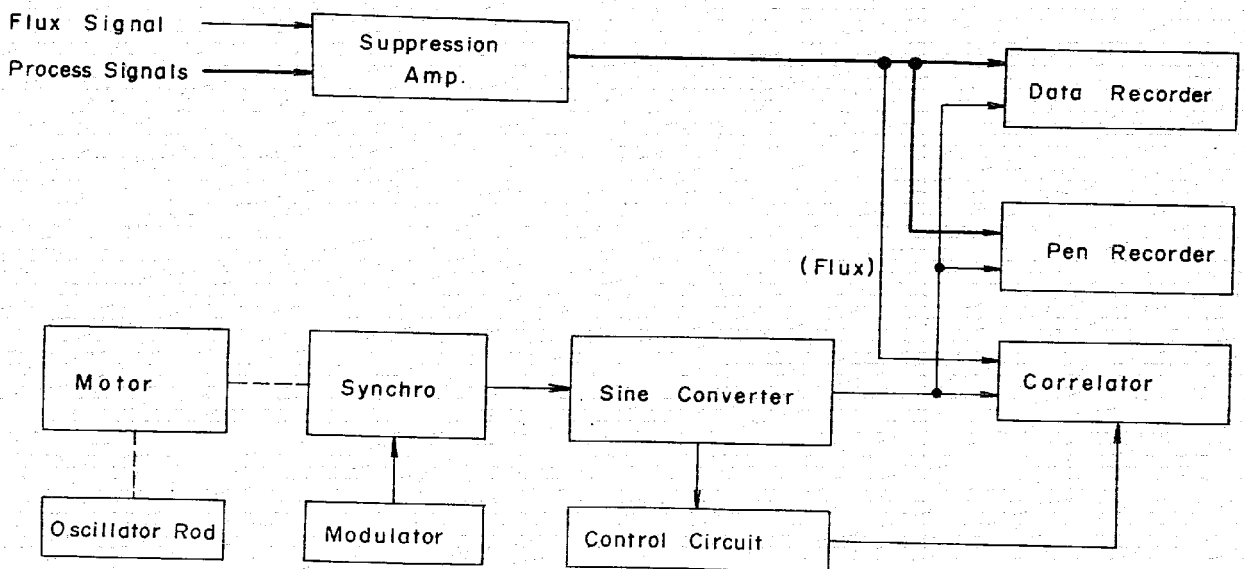 Flux Signal
Process Signals
Suppression
Amp.
Data Recorder
Pen Recorder
(Flux)
Motor
Synchro
Sine Converter
Correlator
Oscillator Rod
Modulator
Control Circuit